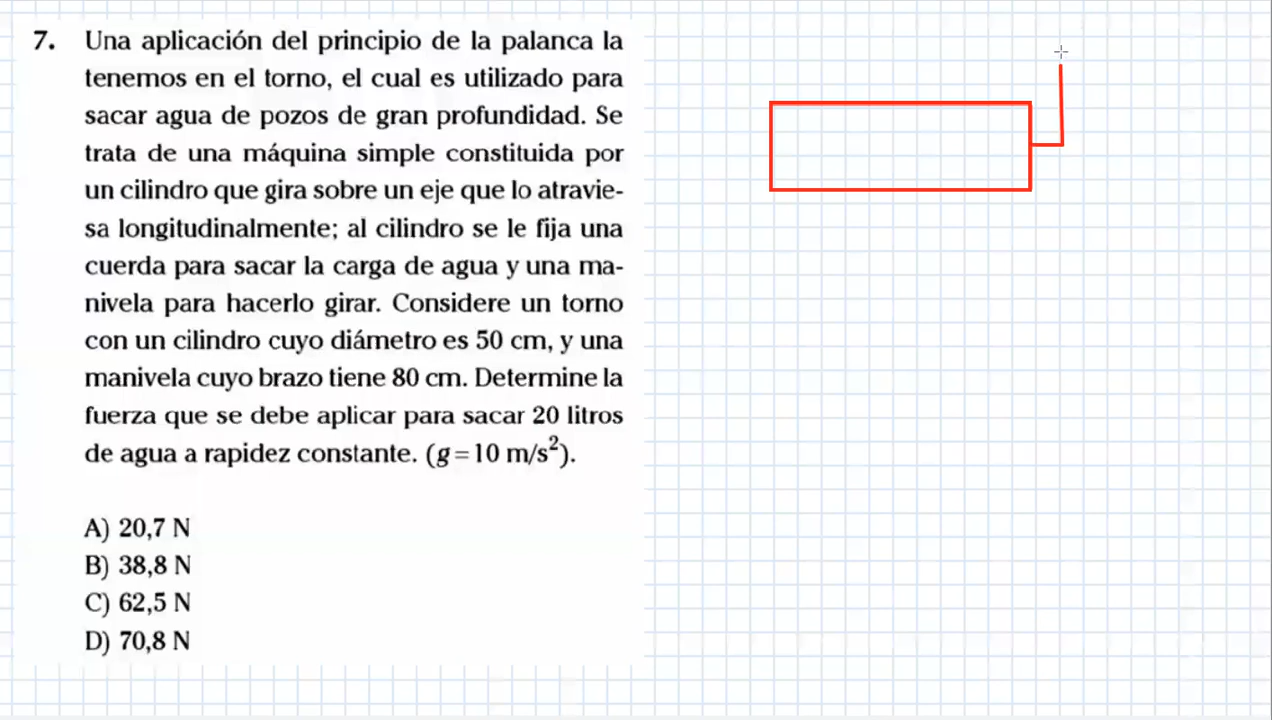 7. Una aplicación del principio de la palanca la
tenemos en el torno, el cual es utilizado para
sacar agua de pozos de gran profundidad. Se
trata de una máquina simple constituida por
un cilindro que gira sobre un eje que lo atravie-
sa longitudinalmente; al cilindro se le fija una
cuerda para sacar la carga de agua y una ma-
nivela para hacerlo girar. Considere un torno
con un cilindro cuyo diámetro es 50 cm, y una
manivela cuyo brazo tiene 80 cm. Determine la
fuerza que se debe aplicar para sacar 20 litros
de agua a rapidez constante. (g=10 m/s²).
A) 20,7 N
B) 38,8 N
C) 62,5 N
D) 70,8 N